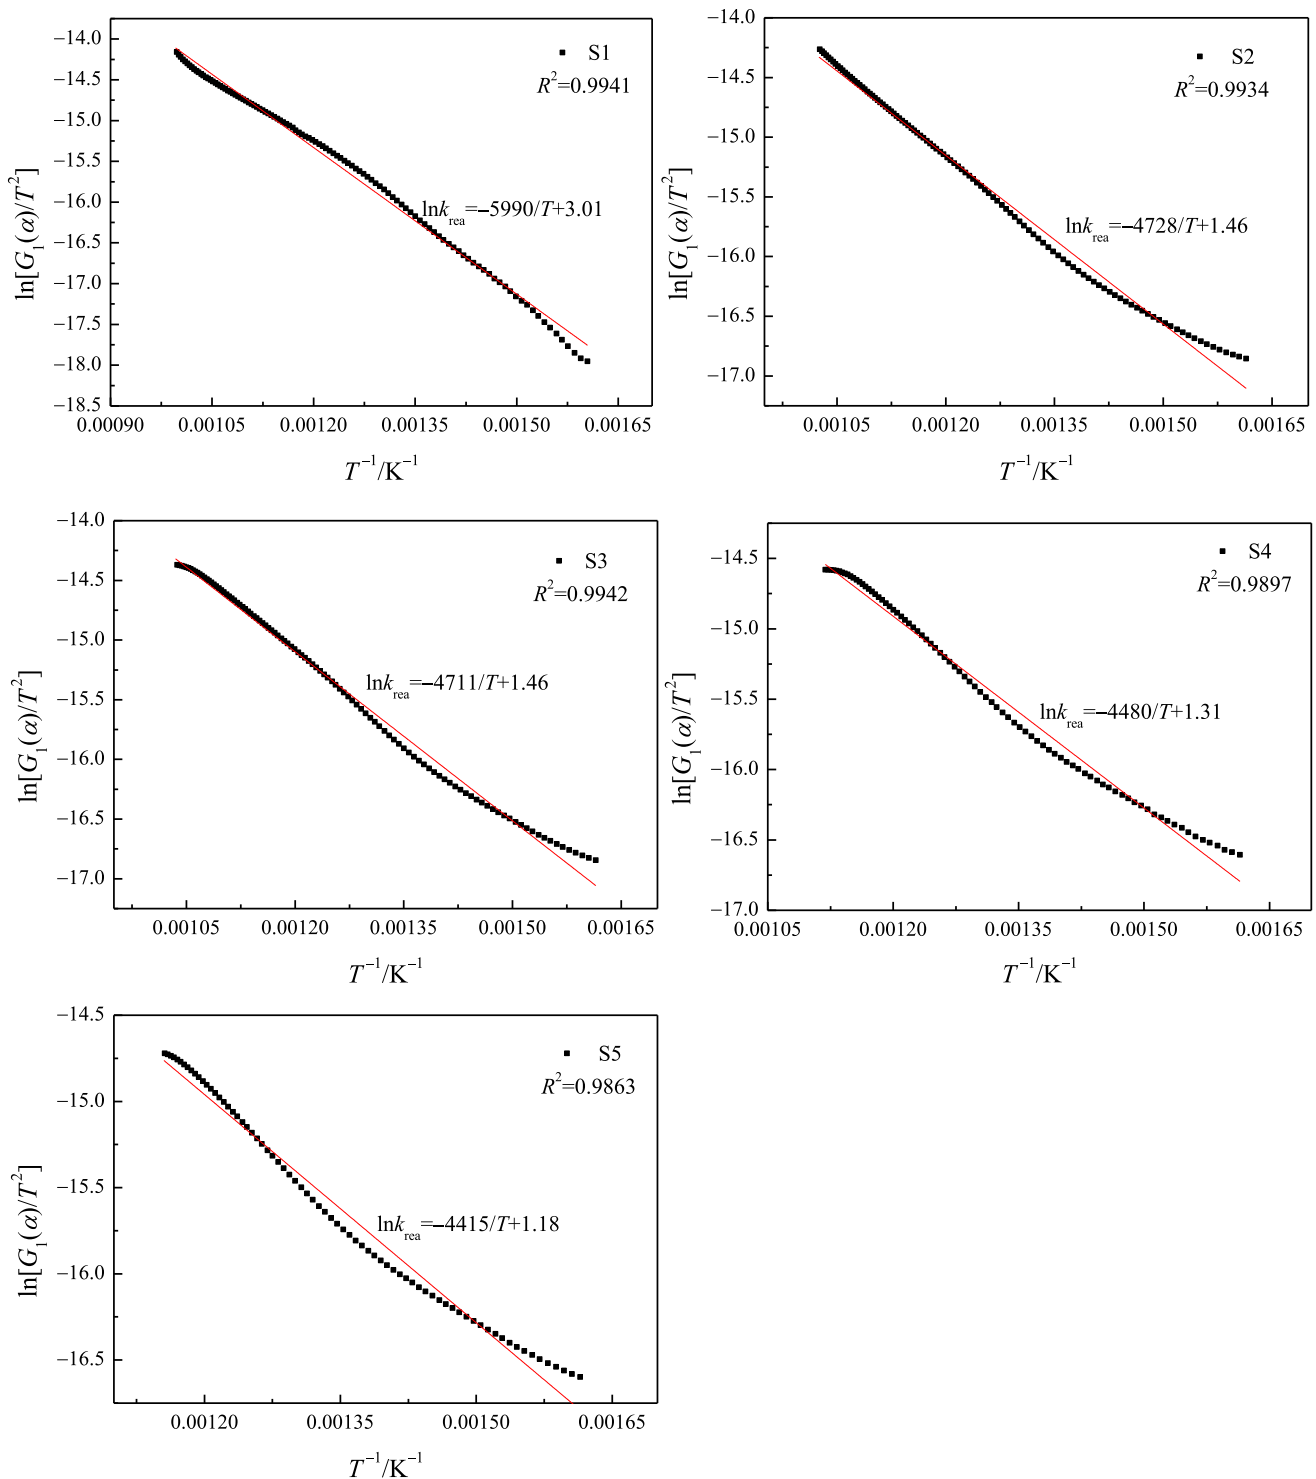 S1
R²=0.9941
−14.0
−14.5
−15.0
−15.5
−16.0
−16.5
−17.0
−17.5
−18.0
−18.5
ln[G₁(α)/T²]
lnk_rea=−5990/T+3.01
0.00090 0.00105 0.00120 0.00135 0.00150 0.00165
T⁻¹/K⁻¹
S2
R²=0.9934
−14.0
−14.5
−15.0
−15.5
−16.0
−16.5
−17.0
ln[G₁(α)/T²]
lnk_rea=−4728/T+1.46
0.00105 0.00120 0.00135 0.00150 0.00165
T⁻¹/K⁻¹
S3
R²=0.9942
−14.0
−14.5
−15.0
−15.5
−16.0
−16.5
−17.0
ln[G₁(α)/T²]
lnk_rea=−4711/T+1.46
0.00105 0.00120 0.00135 0.00150 0.00165
T⁻¹/K⁻¹
S4
R²=0.9897
−14.5
−15.0
−15.5
−16.0
−16.5
−17.0
ln[G₁(α)/T²]
lnk_rea=−4480/T+1.31
0.00105 0.00120 0.00135 0.00150 0.00165
T⁻¹/K⁻¹
S5
R²=0.9863
−14.5
−15.0
−15.5
−16.0
−16.5
ln[G₁(α)/T²]
lnk_rea=−4415/T+1.18
0.00120 0.00135 0.00150 0.00165
T⁻¹/K⁻¹